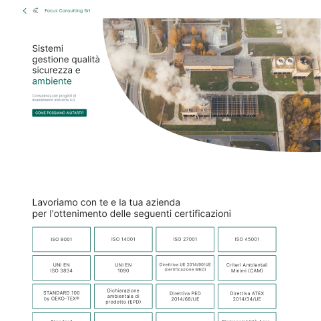 Focus Consulting Srl
Sistemi
gestione qualità
sicurezza e
ambiente
Consulenza per progetti di
COME POSSIAMO AIUTARTI?
Lavoriamo con te e la tua azienda
per l'ottenimento delle seguenti certificazioni
ISO 9001
ISO 14001
ISO 27001
ISO 45001
UNI EN
ISO 3834
UNI EN
1090
Direttiva UE 2014/90/UE
Criteri Ambientali
Minimi (CAM)
STANDARD 100
by OEKO-TEX®
Dichiarazione
ambientale di
prodotto (EPD)
Direttiva PED
2014/68/UE
Direttiva ATEX
2014/34/UE